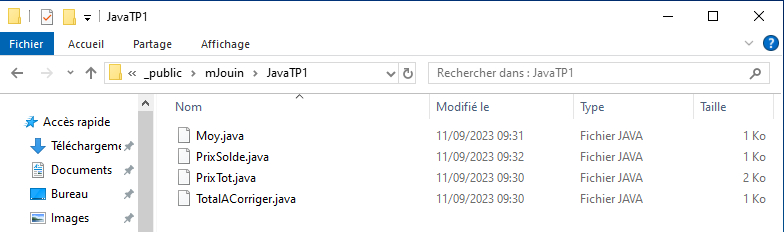 JavaTP1
Fichier Accueil Partage Affichage
« _public > mJouin > JavaTP1 Rechercher dans : JavaTP1
Nom Modifié le Type Taille
Accès rapide
Téléchargeme Moy.java 11/09/2023 09:31 Fichier JAVA 1 Ko
Documents PrixSolde.java 11/09/2023 09:32 Fichier JAVA 1 Ko
Bureau PrixTot.java 11/09/2023 09:30 Fichier JAVA 2 Ko
Images TotalACorriger.java 11/09/2023 09:30 Fichier JAVA 1 Ko